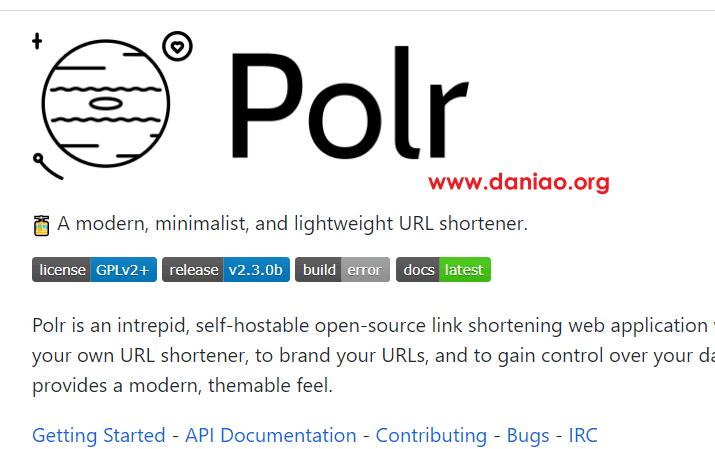 Polr
www.daniao.org
A modern, minimalist, and lightweight URL shortener.
license GPLv2+ release v2.3.0b build error docs latest
Polr is an intrepid, self-hostable open-source link shortening web application
your own URL shortener, to brand your URLs, and to gain control over your da
provides a modern, themable feel.
Getting Started - API Documentation - Contributing - Bugs - IRC